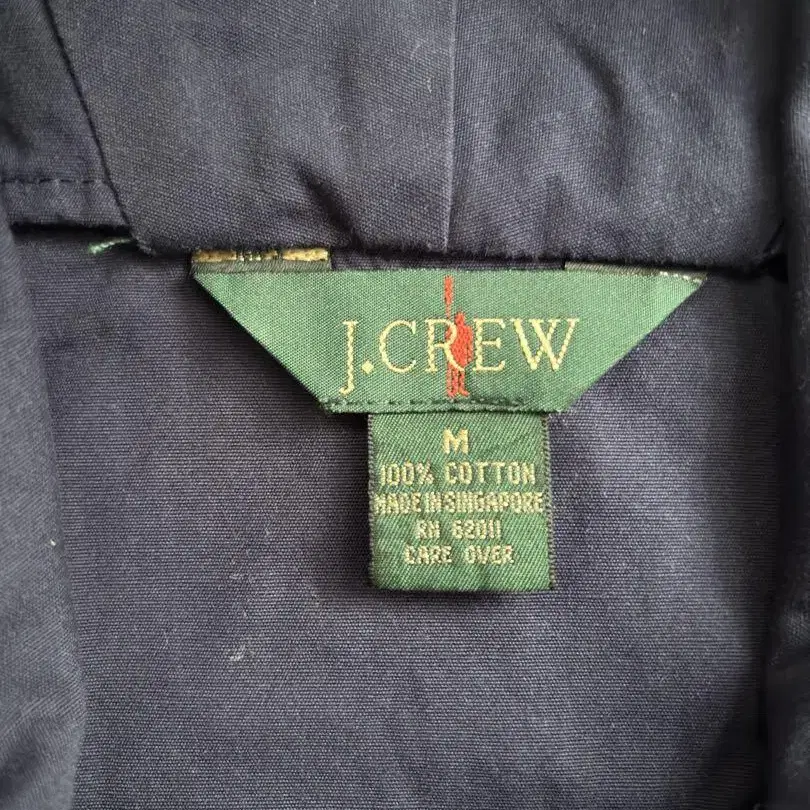 J.CREW
M
100% COTTON
MADE IN SINGAPORE
RN 62011
CARE OVER